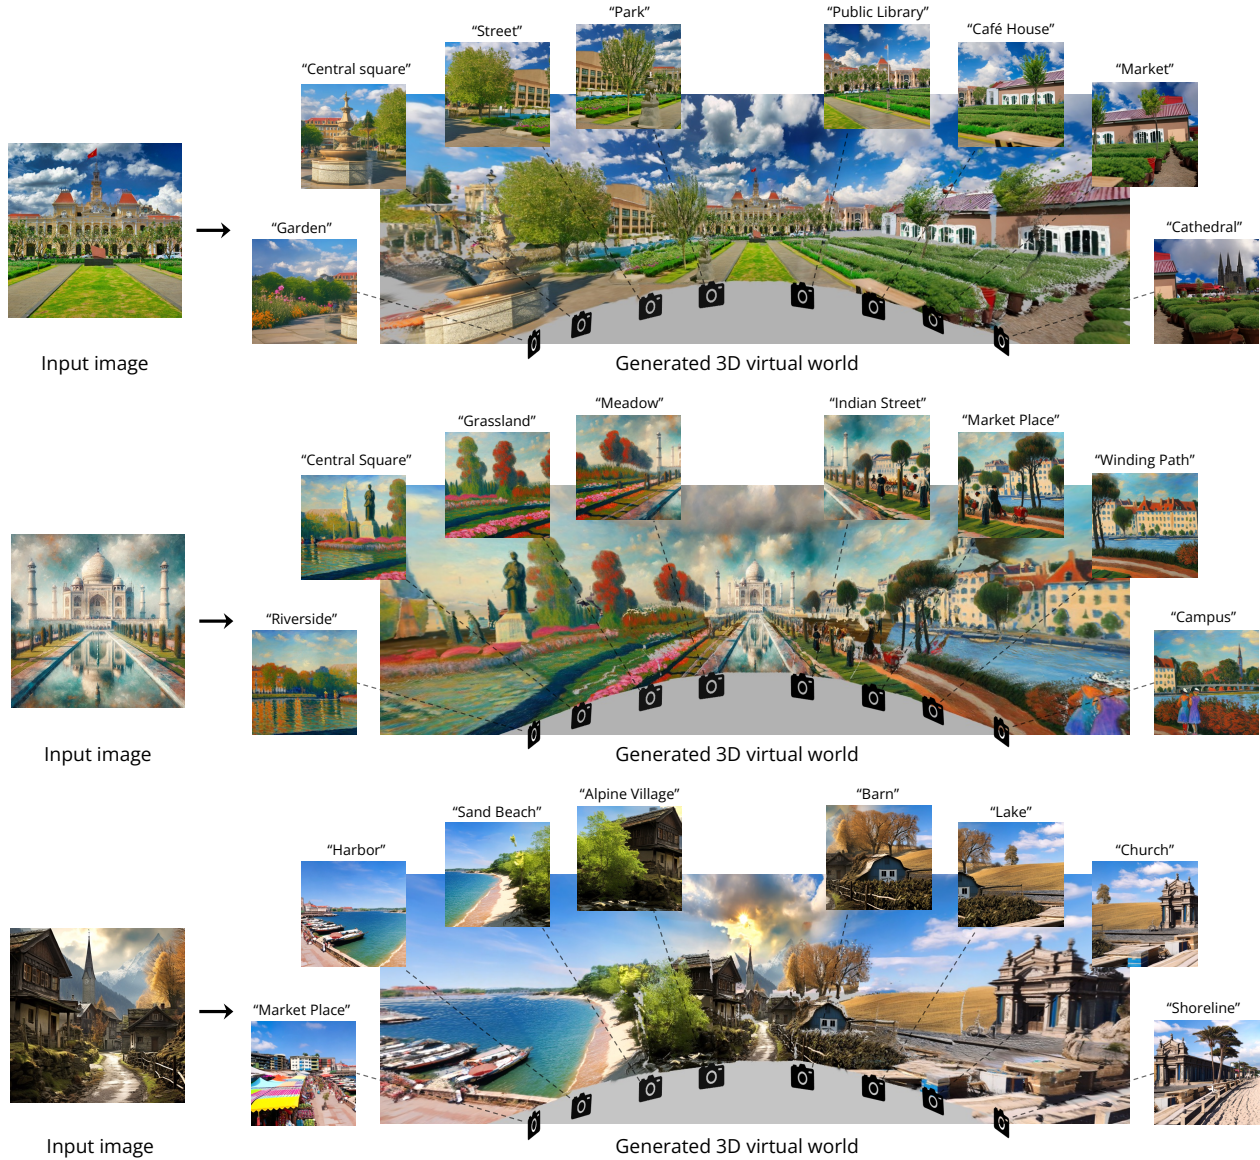 “Park”
“Public Library”
“Street”
“Café House”
“Central square”
“Market”
“Garden”
“Cathedral”
Input image
Generated 3D virtual world
“Meadow”
“Indian Street”
“Grassland”
“Market Place”
“Central Square”
“Winding Path”
“Riverside”
“Campus”
Input image
Generated 3D virtual world
“Alpine Village”
“Barn”
“Sand Beach”
“Lake”
“Harbor”
“Church”
“Market Place”
“Shoreline”
Input image
Generated 3D virtual world